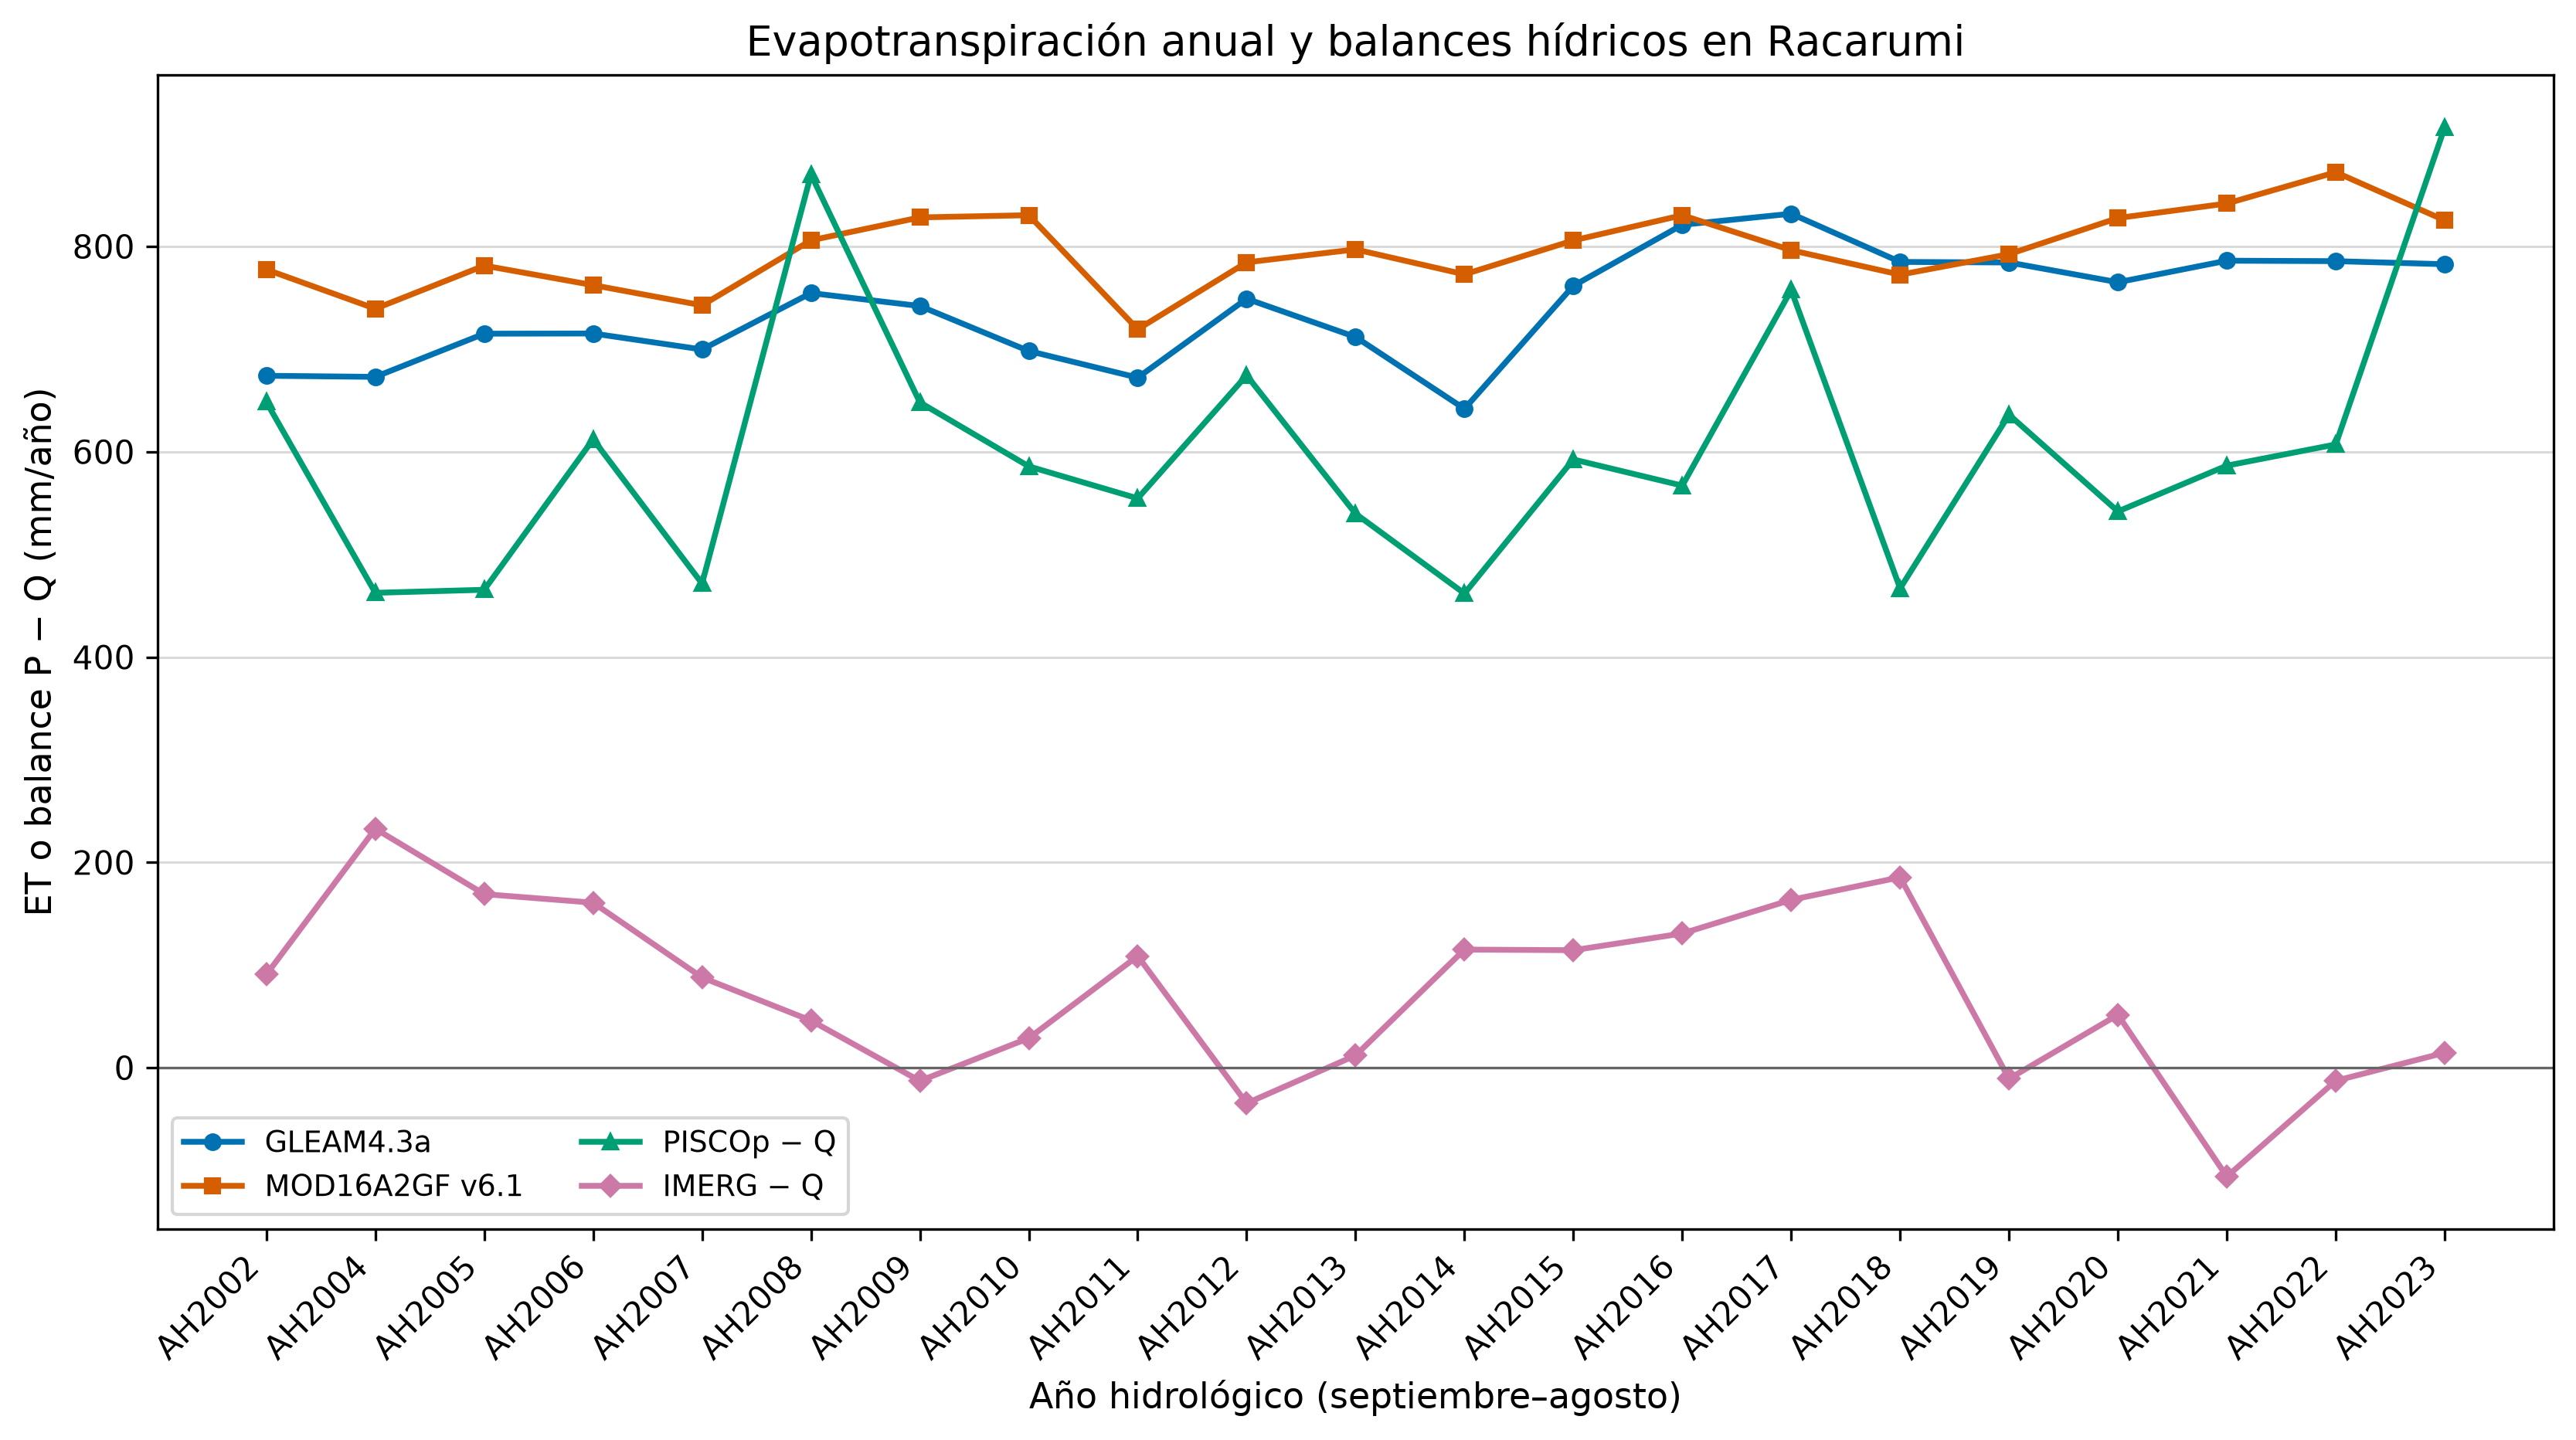 Evapotranspiración anual y balances hídricos en Racarumi
ET o balance P − Q (mm/año)
800
600
400
200
0
GLEAM4.3a
MOD16A2GF v6.1
PISCOp − Q
IMERG − Q
AH2002
AH2004
AH2005
AH2006
AH2007
AH2008
AH2009
AH2010
AH2011
AH2012
AH2013
AH2014
AH2015
AH2016
AH2017
AH2018
AH2019
AH2020
AH2021
AH2022
AH2023
Año hidrológico (septiembre–agosto)